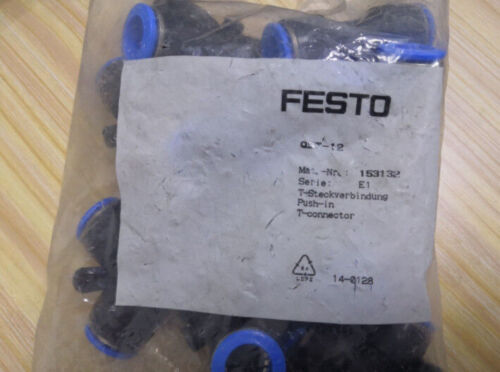 FESTO
Mat.-Nr.: 153132
Serie: E1
T-Steckverbindung
Push-in
T-connector
14-0128